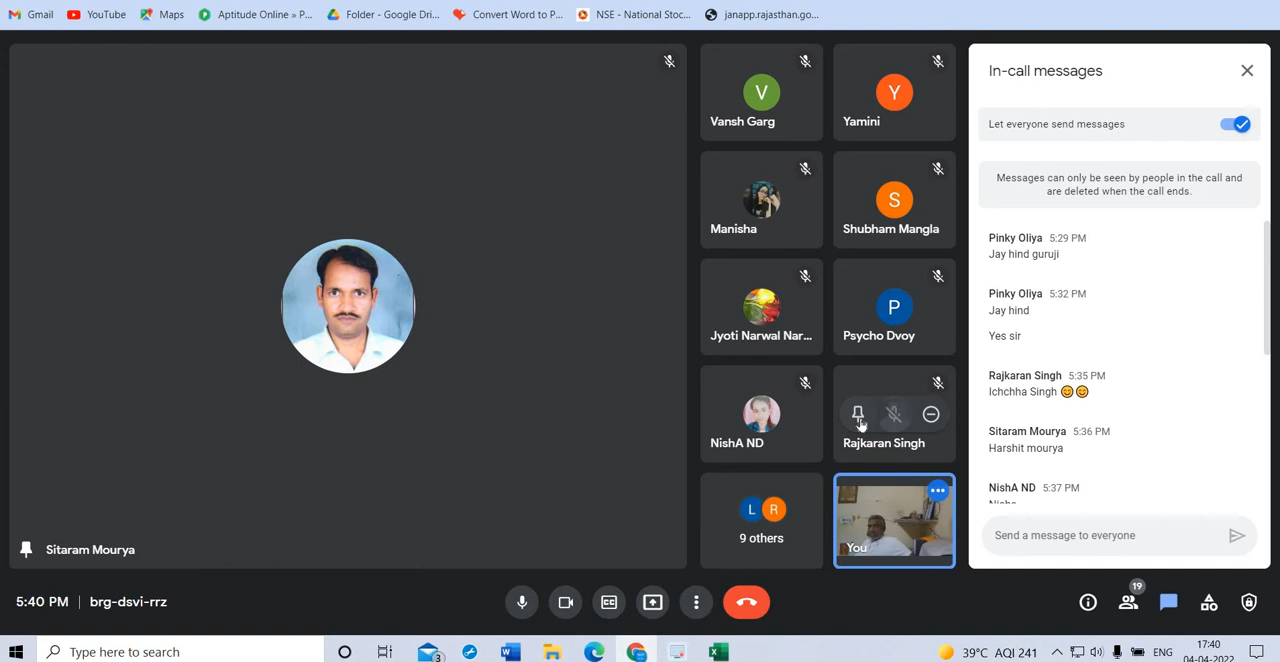 Gmail YouTube Maps Aptitude Online » P... Folder - Google Dri... Convert Word to P... NSE - National Stoc... janapp.rajasthan.go...
V
Vansh Garg
Y
Yamini
Manisha
S
Shubham Mangla
Jyoti Narwal Nar...
P
Psycho Dvoy
NishA ND
Rajkaran Singh
L R
9 others
You
Sitaram Mourya
In-call messages
Let everyone send messages
Messages can only be seen by people in the call and
are deleted when the call ends.
Pinky Oliya 5:29 PM
Jay hind guruji
Pinky Oliya 5:32 PM
Jay hind
Yes sir
Rajkaran Singh 5:35 PM
Ichchha Singh 😊😊
Sitaram Mourya 5:36 PM
Harshit mourya
NishA ND 5:37 PM
Send a message to everyone
5:40 PM | brg-dsvi-rrz
19
Type here to search
3
39°C AQI 241
ENG
17:40
04-04-2022